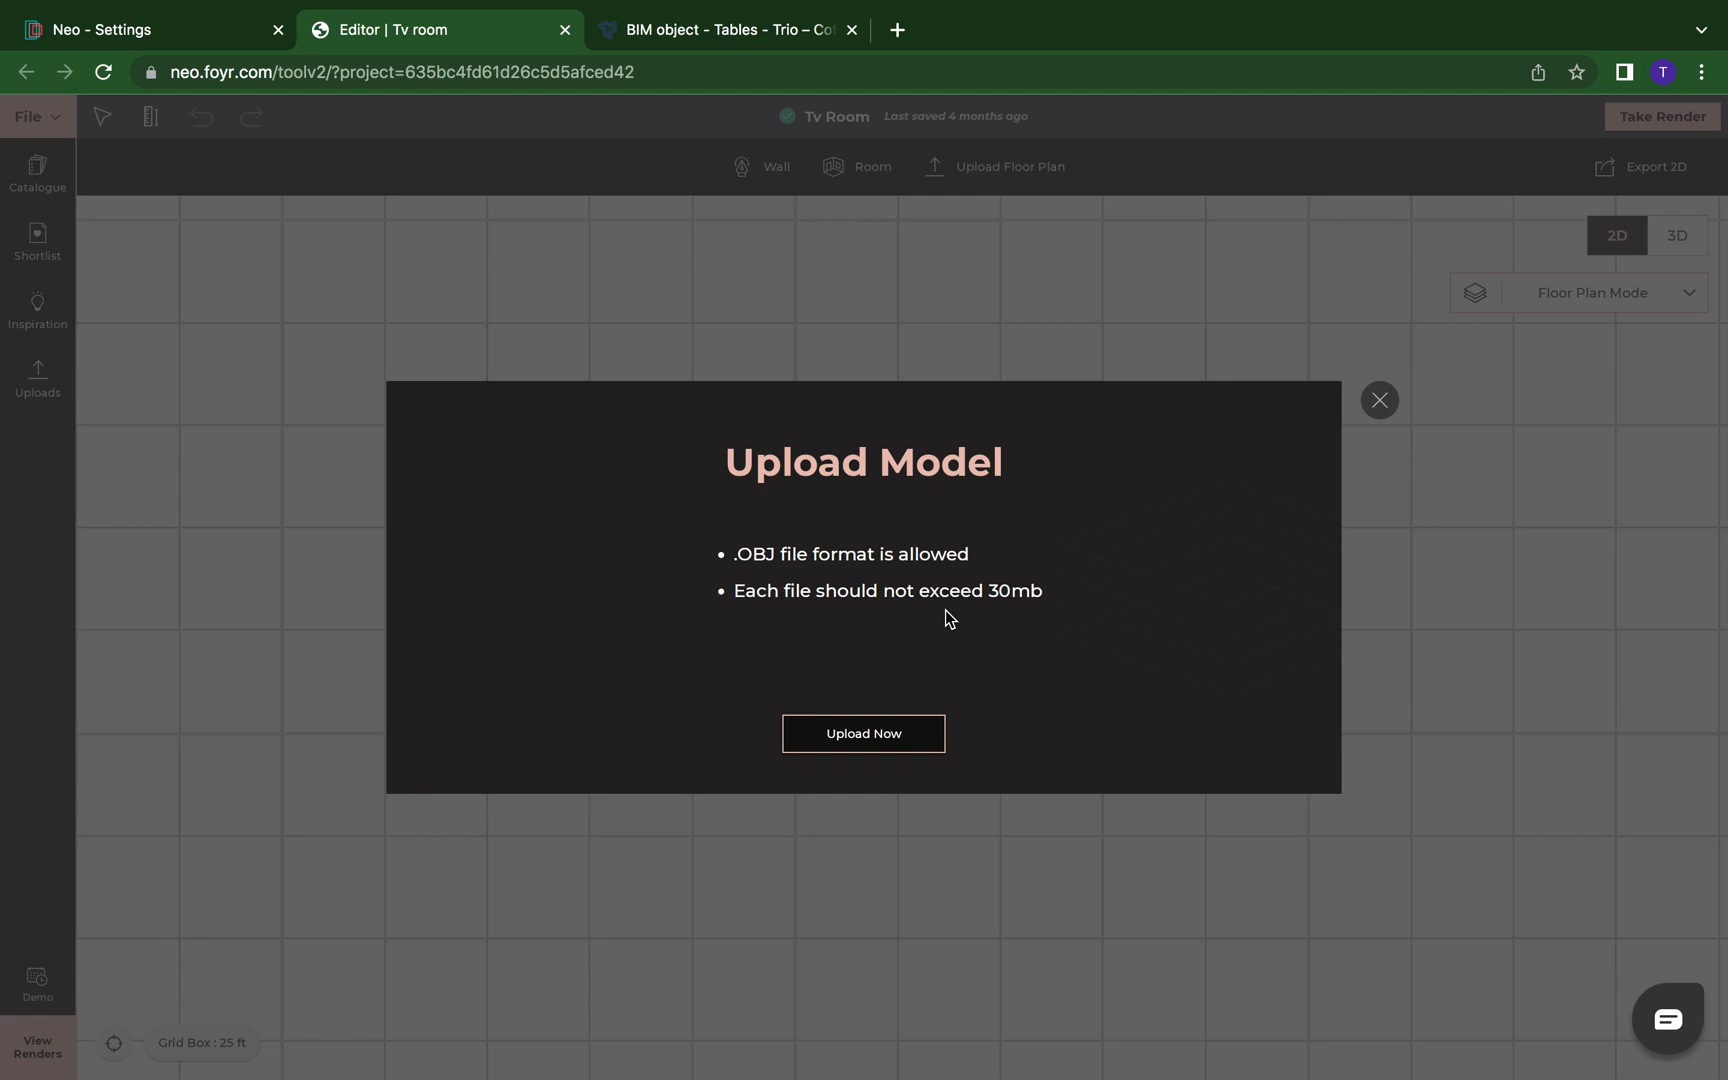 Neo - Settings
Editor | Tv room
BIM object - Tables - Trio – Cof
neo.foyr.com/toolv2/?project=635bc4fd61d26c5d5afced42
T
File
Tv Room
Last saved 4 months ago
Take Render
Wall
Room
Upload Floor Plan
Export 2D
Catalogue
Shortlist
Inspiration
Uploads
2D
3D
Floor Plan Mode
Upload Model
• .OBJ file format is allowed
• Each file should not exceed 30mb
Upload Now
Demo
View
Renders
Grid Box : 25 ft